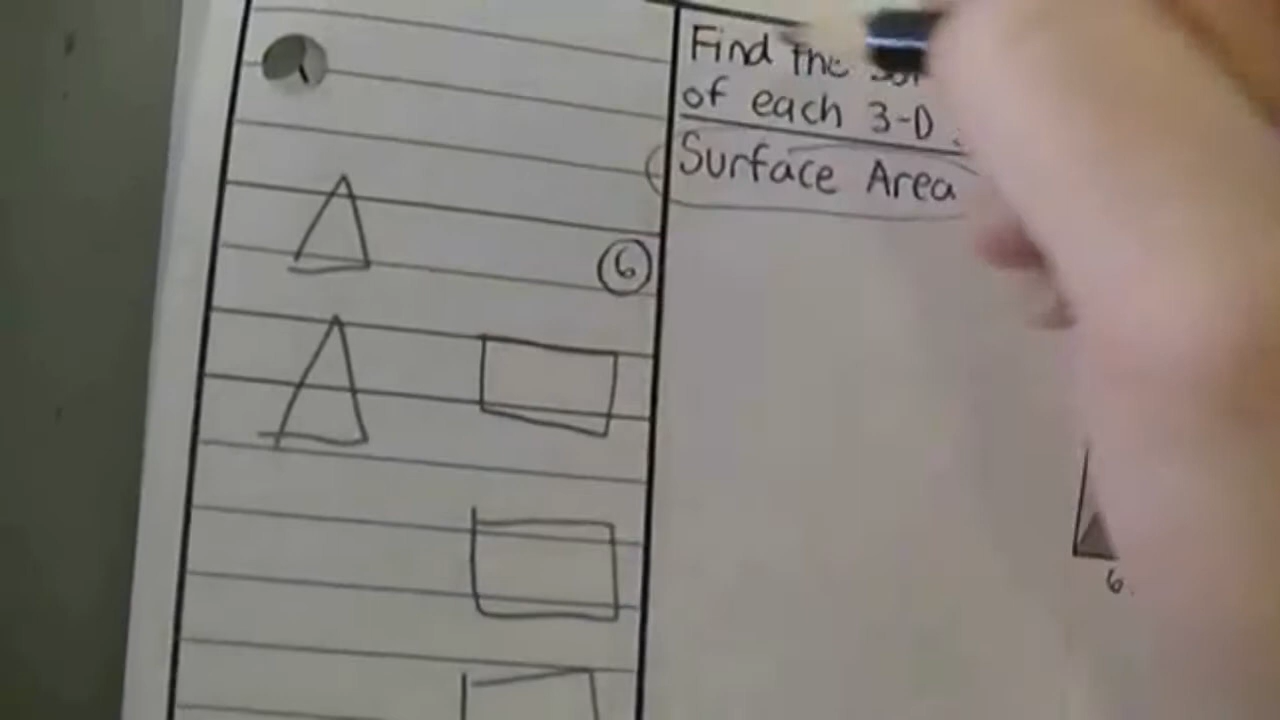 Find the
of each 3-D
Surface Area
6
6.